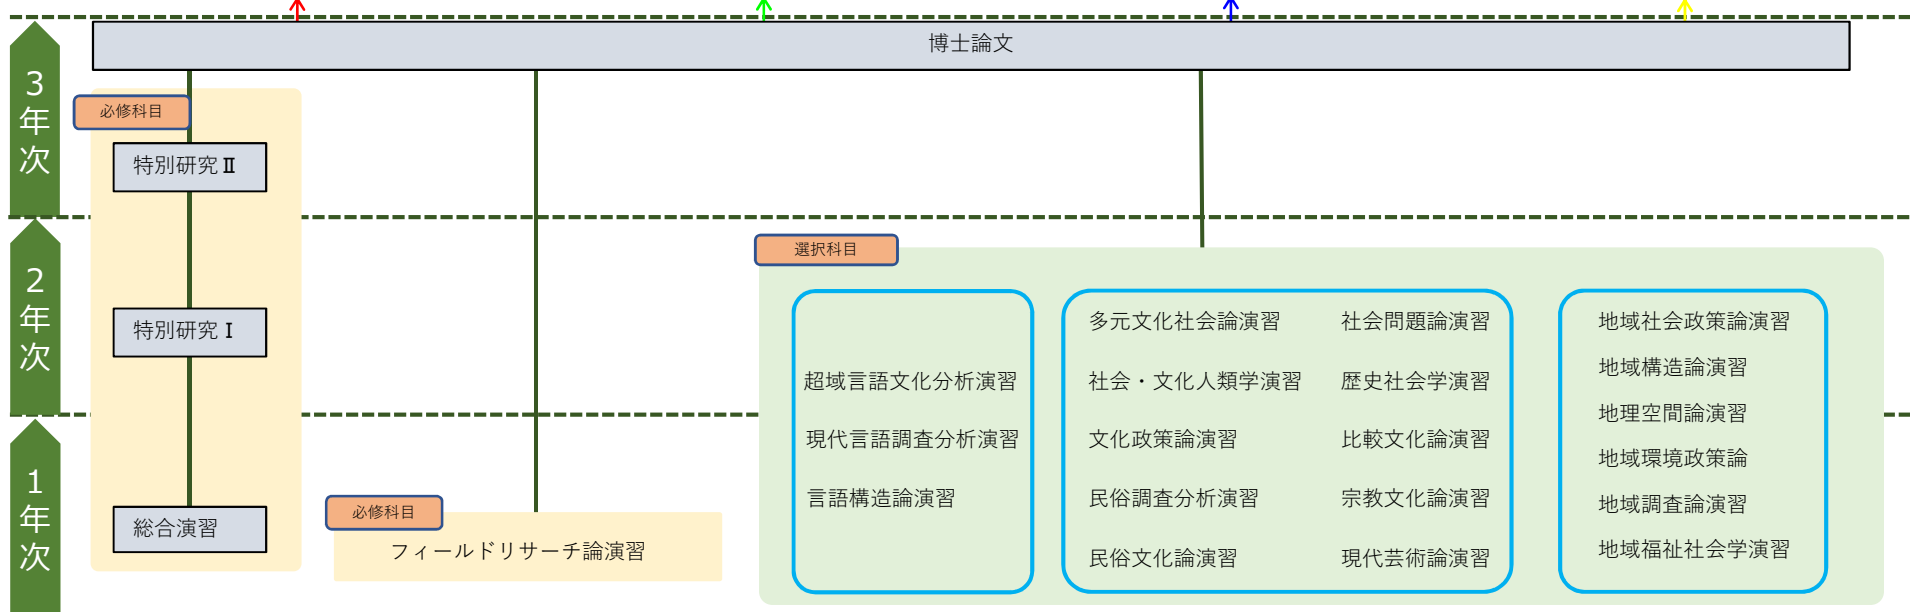 博士論文
3年次
必修科目
特別研究Ⅱ
2年次
特別研究Ⅰ
1年次
総合演習
必修科目
フィールドリサーチ論演習
選択科目
超域言語文化分析演習
現代言語調査分析演習
言語構造論演習
多元文化社会論演習
社会・文化人類学演習
文化政策論演習
民俗調査分析演習
民俗文化論演習
社会問題論演習
歴史社会学演習
比較文化論演習
宗教文化論演習
現代芸術論演習
地域社会政策論演習
地域構造論演習
地理空間論演習
地域環境政策論
地域調査論演習
地域福祉社会学演習